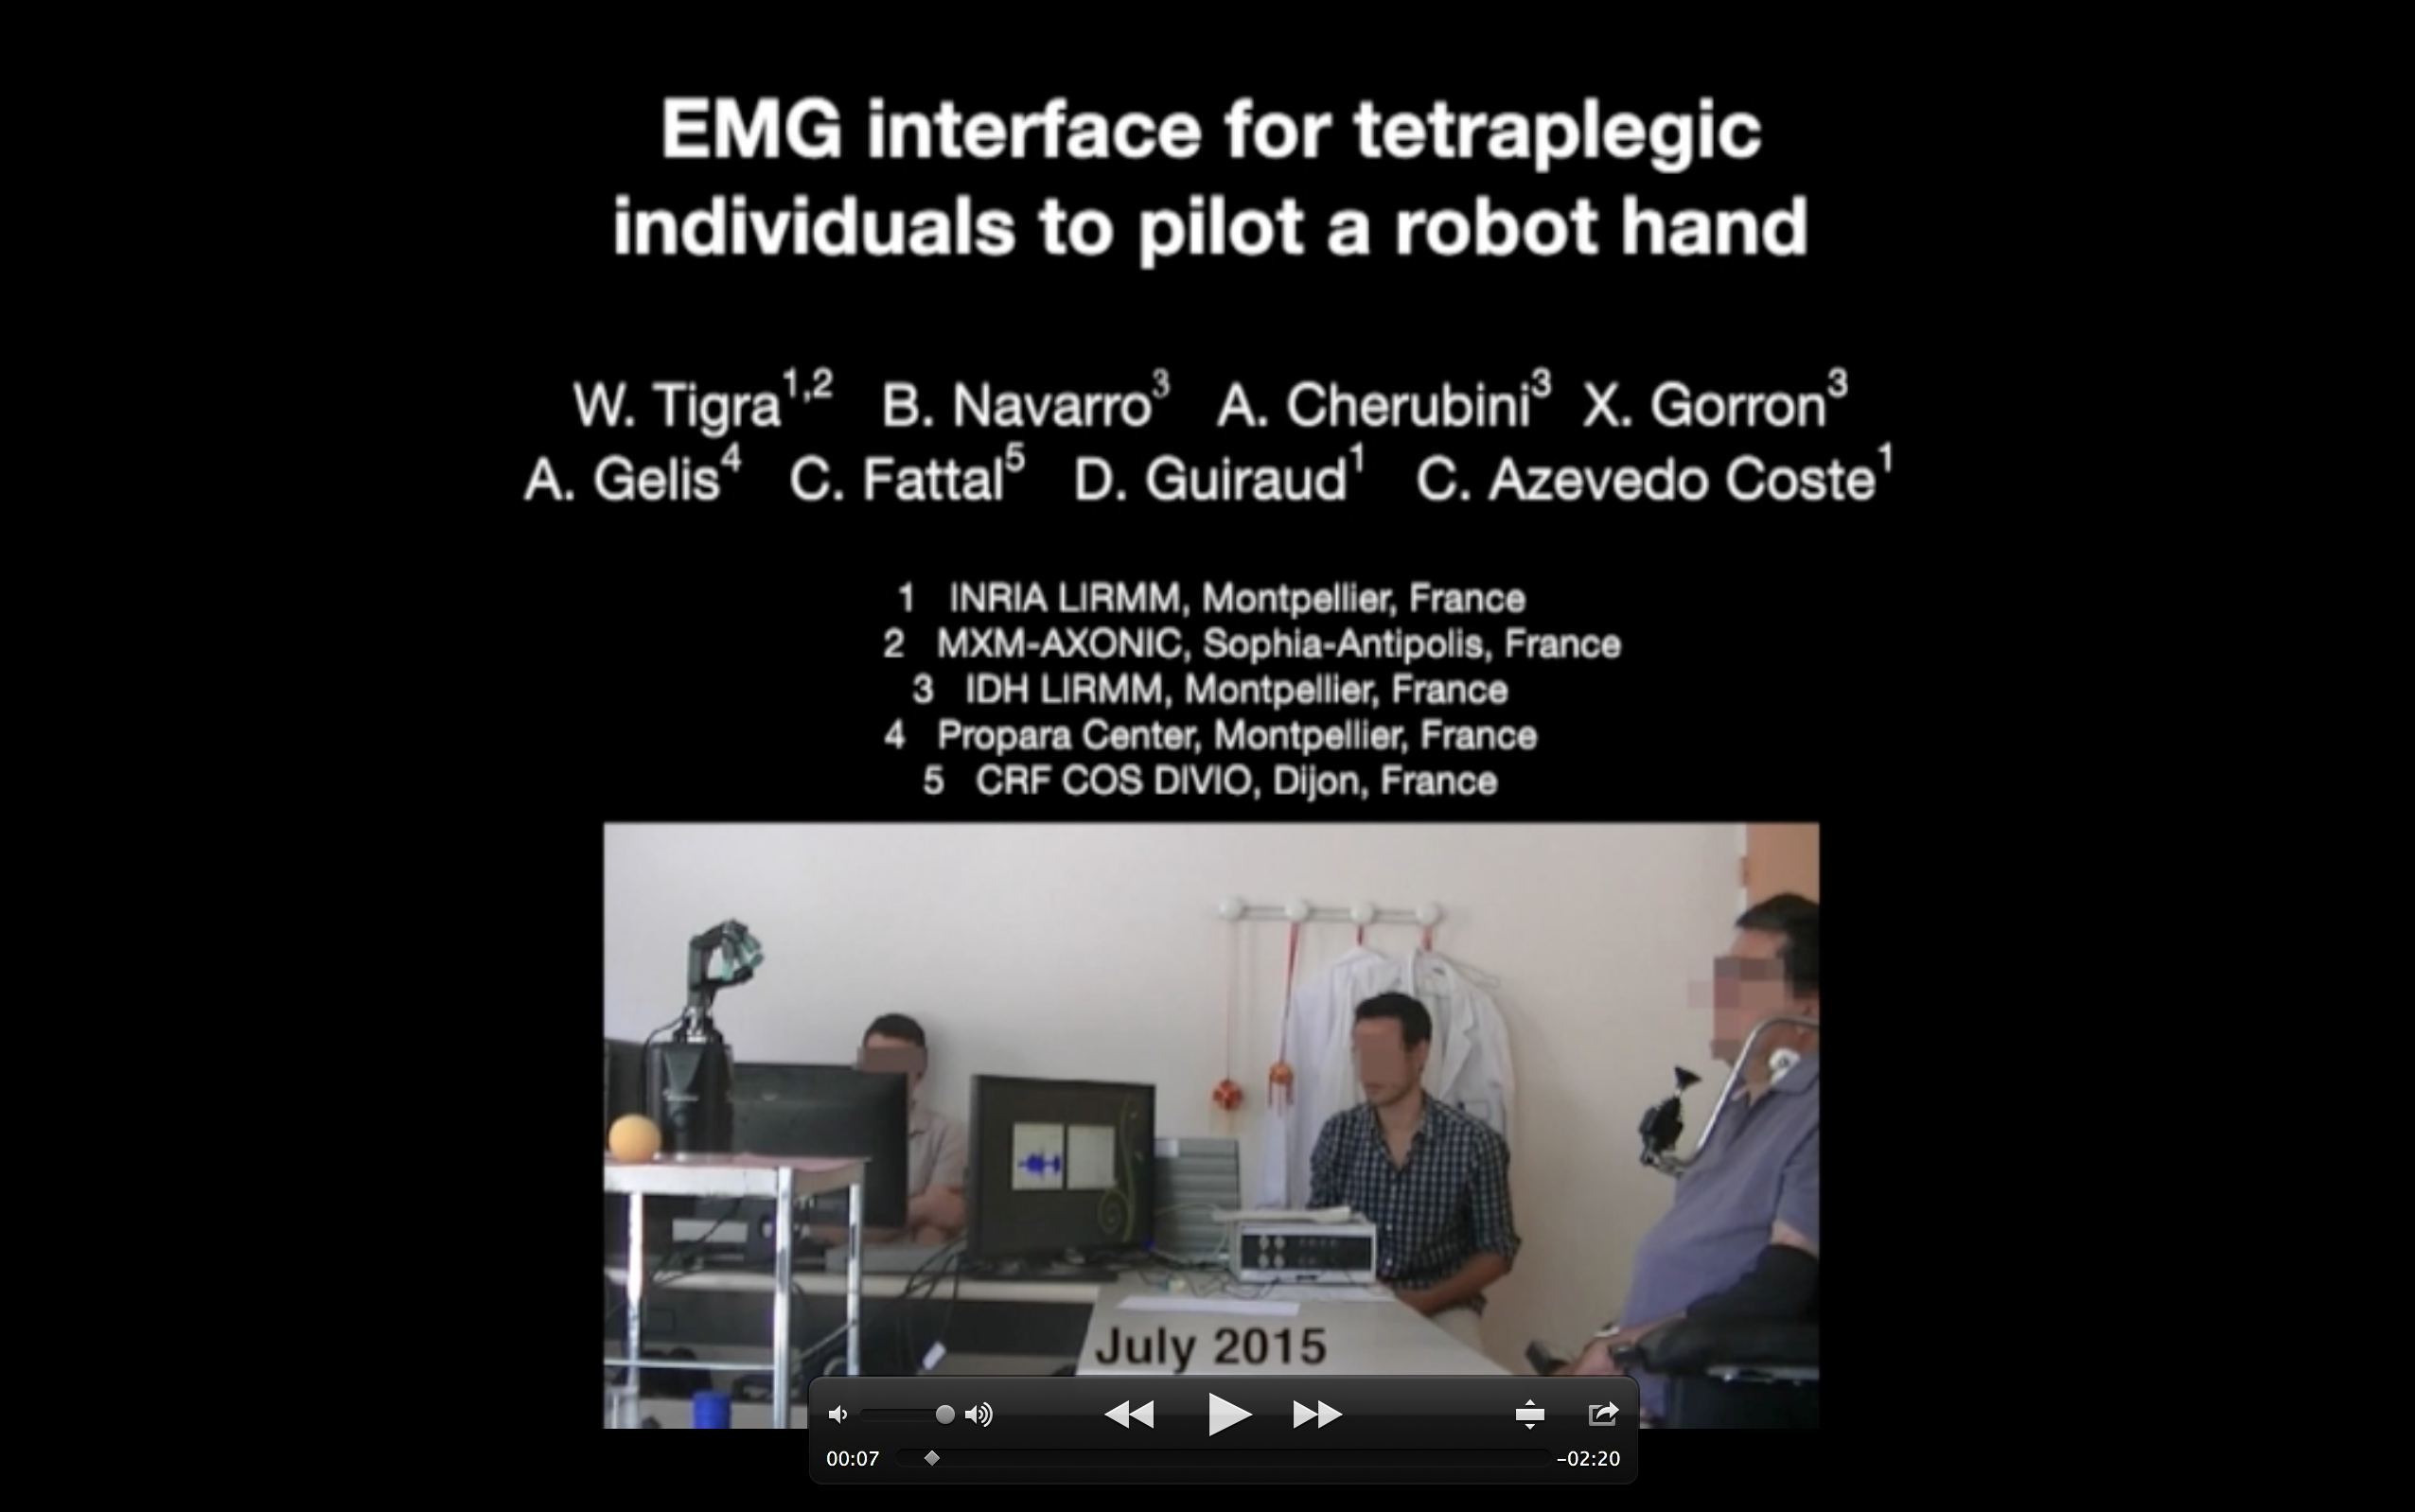 EMG interface for tetraplegic
individuals to pilot a robot hand
W. Tigra1,2 B. Navarro3 A. Cherubini3 X. Gorron3
A. Gelis4 C. Fattal5 D. Guiraud1 C. Azevedo Coste1
1 INRIA LIRMM, Montpellier, France
2 MXM-AXONIC, Sophia-Antipolis, France
3 IDH LIRMM, Montpellier, France
4 Propara Center, Montpellier, France
5 CRF COS DIVIO, Dijon, France
July 2015
00:07 -02:20